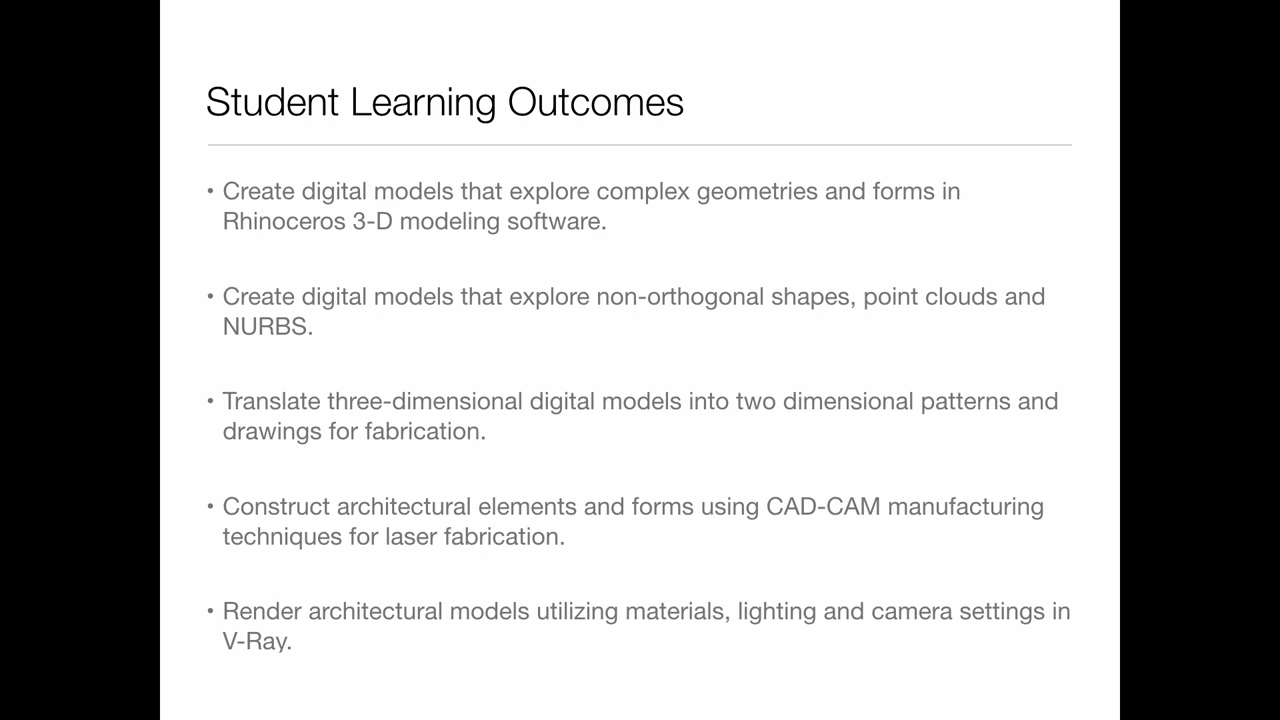 Student Learning Outcomes
• Create digital models that explore complex geometries and forms in
Rhinoceros 3-D modeling software.
• Create digital models that explore non-orthogonal shapes, point clouds and
NURBS.
• Translate three-dimensional digital models into two dimensional patterns and
drawings for fabrication.
• Construct architectural elements and forms using CAD-CAM manufacturing
techniques for laser fabrication.
• Render architectural models utilizing materials, lighting and camera settings in
V-Ray.